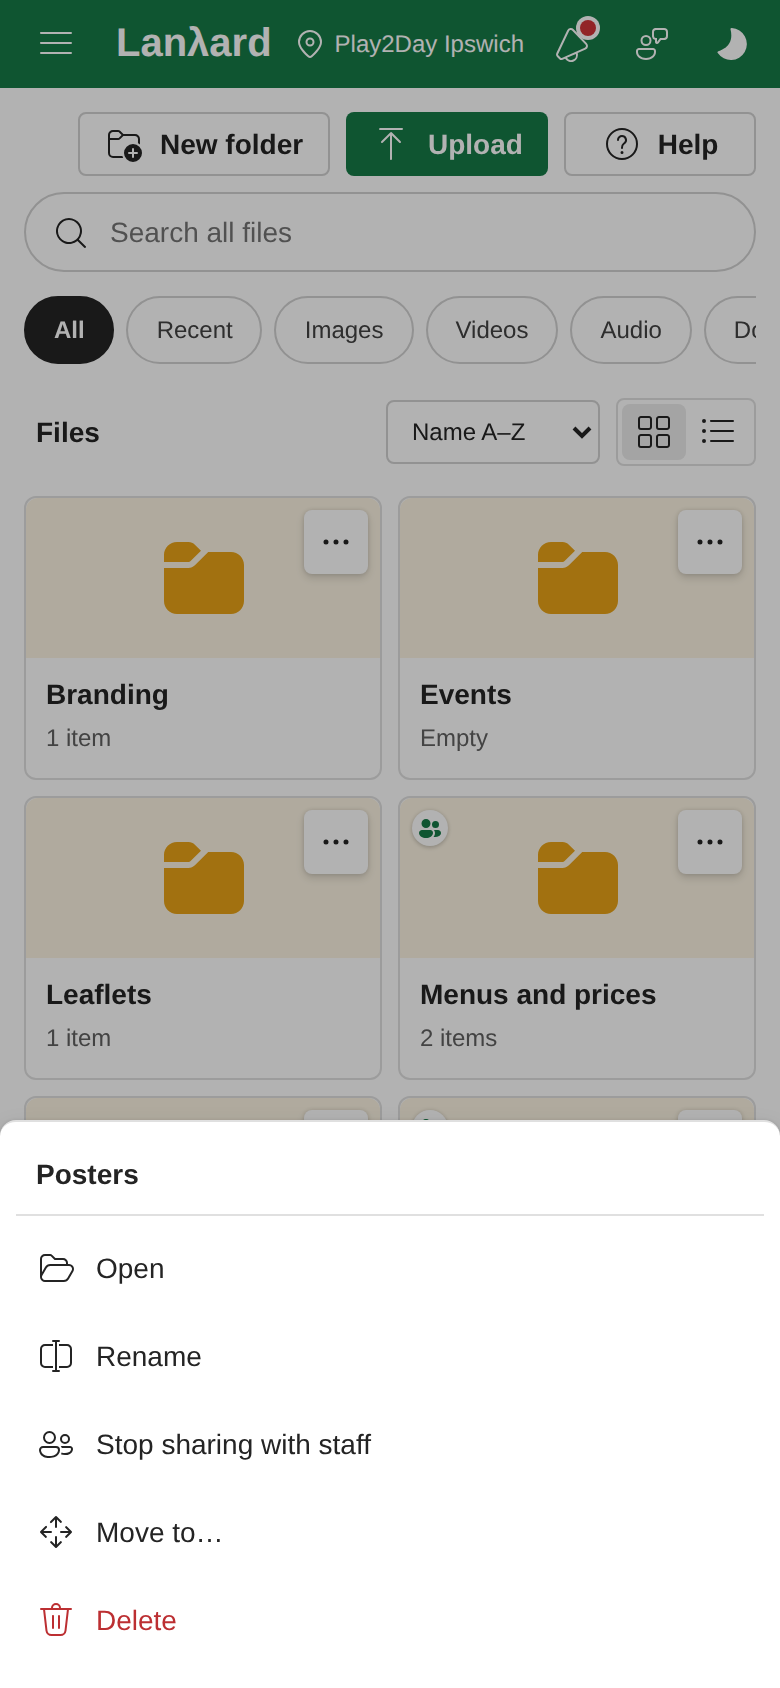 Lanλard
Play2Day Ipswich
New folder
Upload
Help
Search all files
All
Recent
Images
Videos
Audio
Files
Name A–Z
Branding
1 item
Events
Empty
Leaflets
1 item
Menus and prices
2 items
Posters
Open
Rename
Stop sharing with staff
Move to…
Delete